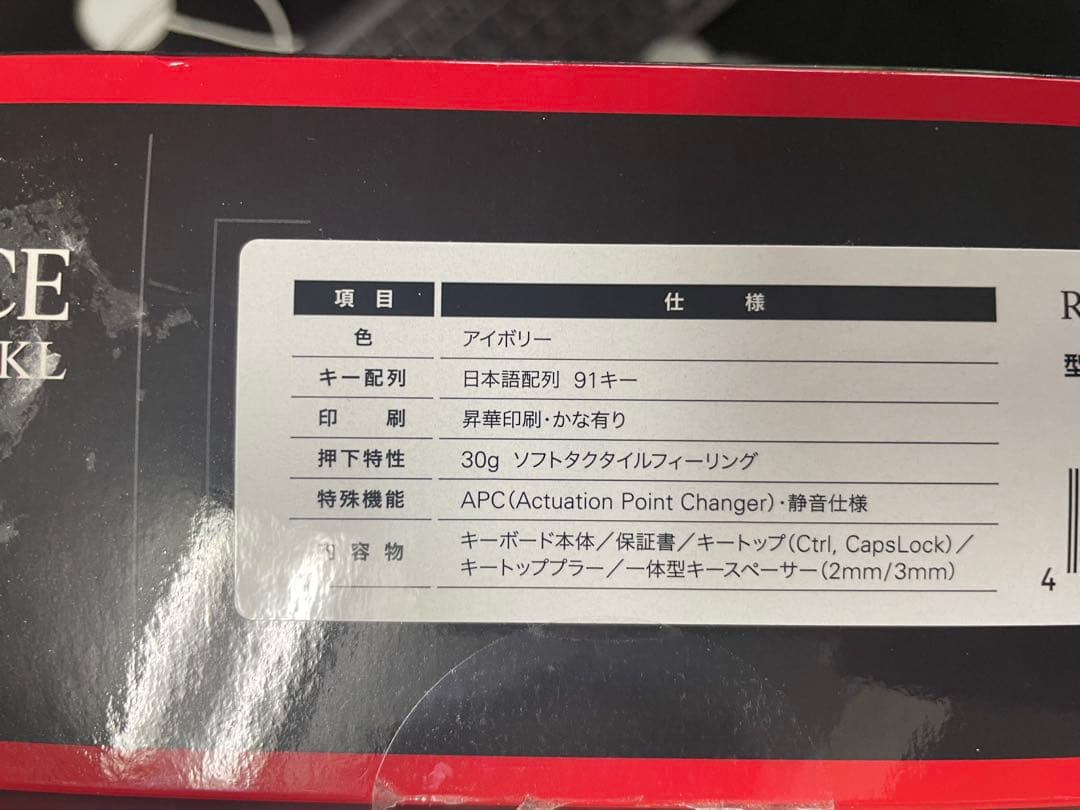 CE
KL
項目 仕様
色 アイボリー
キー配列 日本語配列 91キー
印刷 昇華印刷・かな有り
押下特性 30g ソフトタクタイルフィーリング
特殊機能 APC(Actuation Point Changer)・静音仕様
内容物 キーボード本体／保証書／キートップ(Ctrl, CapsLock)／
キートッププラー／一体型キースペーサー(2mm/3mm)
R
型
4